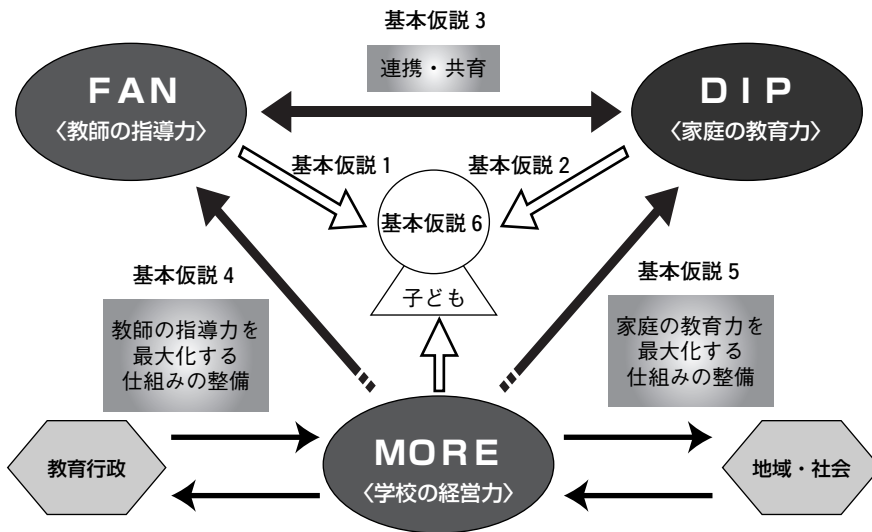 基本仮説 3
連携・共育
FAN
〈教師の指導力〉
DIP
〈家庭の教育力〉
基本仮説 1
基本仮説 2
基本仮説 6
子ども
基本仮説 4
教師の指導力を
最大化する
仕組みの整備
基本仮説 5
家庭の教育力を
最大化する
仕組みの整備
教育行政
MORE
〈学校の経営力〉
地域・社会